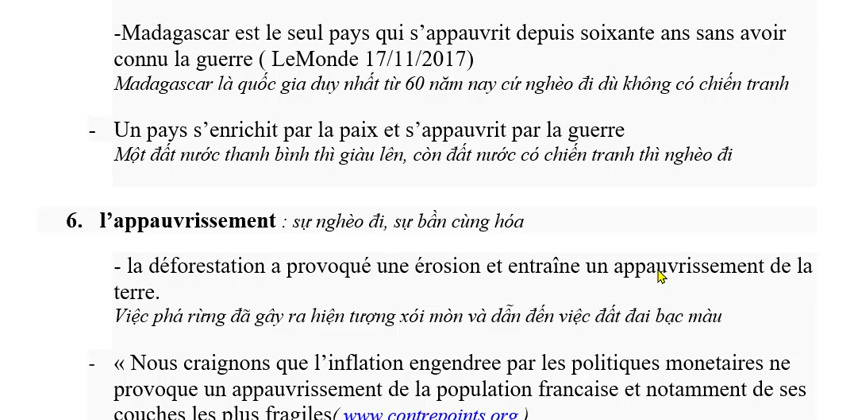 -Madagascar est le seul pays qui s’appauvrit depuis soixante ans sans avoir
connu la guerre ( LeMonde 17/11/2017)
Madagascar là quốc gia duy nhất từ 60 năm nay cứ nghèo đi dù không có chiến tranh
- Un pays s’enrichit par la paix et s’appauvrit par la guerre
Một đất nước thanh bình thì giàu lên, còn đất nước có chiến tranh thì nghèo đi
6. l’appauvrissement : sự nghèo đi, sự bần cùng hóa
- la déforestation a provoqué une érosion et entraîne un appauvrissement de la
terre.
Việc phá rừng đã gây ra hiện tượng xói mòn và dẫn đến việc đất đai bạc màu
- « Nous craignons que l’inflation engendree par les politiques monetaires ne
provoque un appauvrissement de la population francaise et notamment de ses
couches les plus fragiles( www.contrepoints.org )